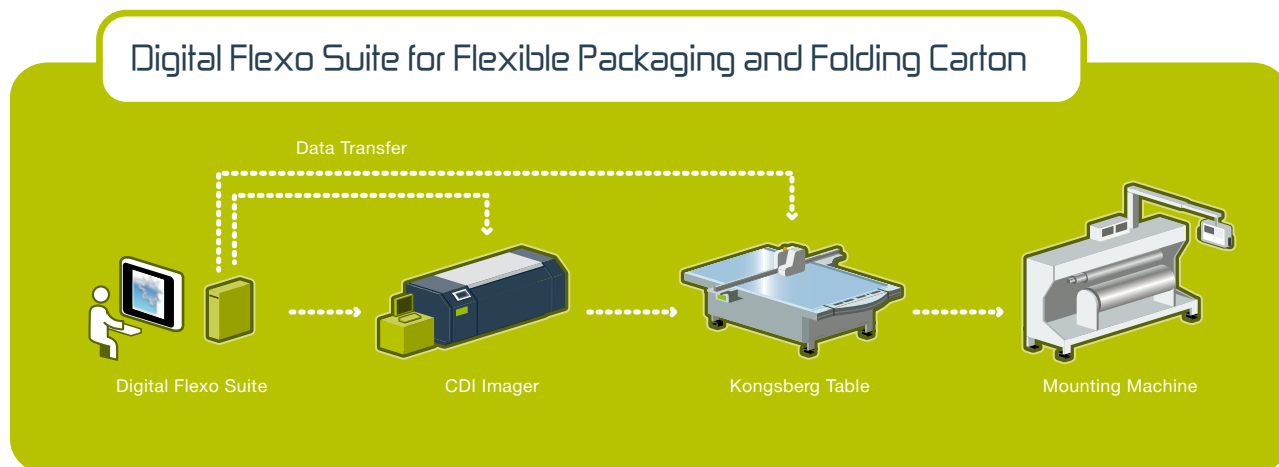 Digital Flexo Suite for Flexible Packaging and Folding Carton
Data Transfer
Digital Flexo Suite
CDI Imager
Kongsberg Table
Mounting Machine